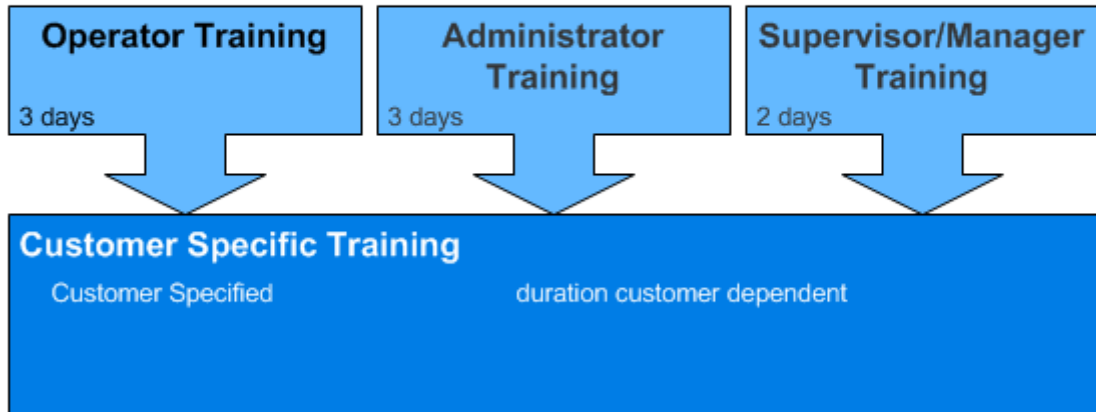 Operator Training
3 days
Administrator
Training
3 days
Supervisor/Manager
Training
2 days
Customer Specific Training
Customer Specified
duration customer dependent